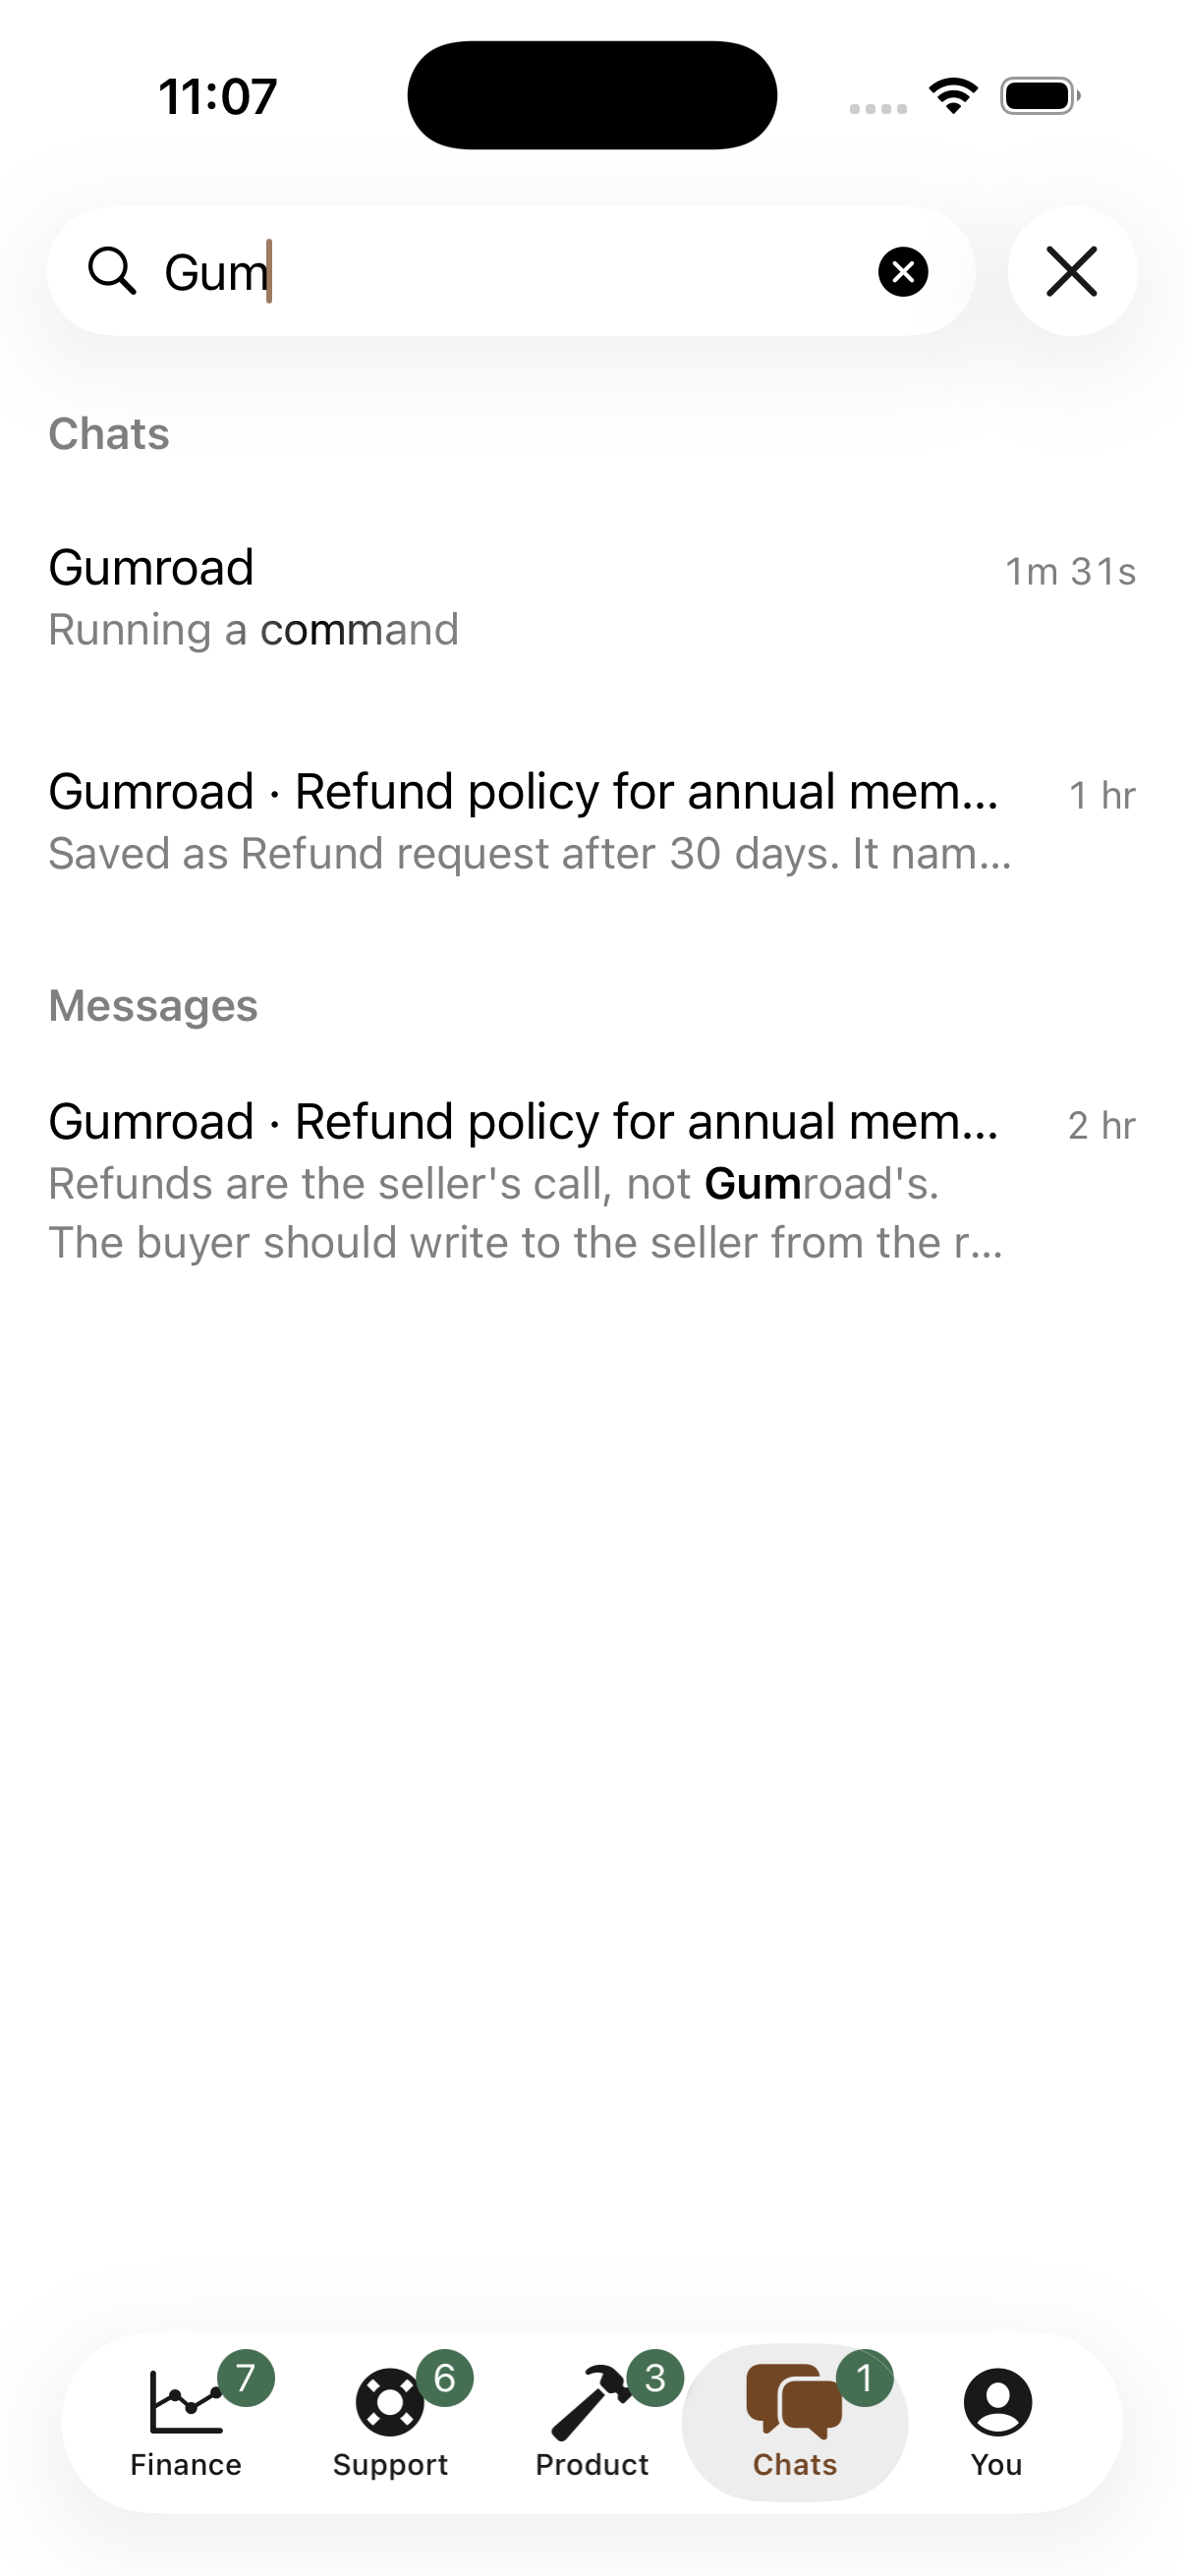 11:07
Gum
Chats
Gumroad
1m 31s
Running a command
Gumroad · Refund policy for annual mem...
1 hr
Saved as Refund request after 30 days. It nam...
Messages
Gumroad · Refund policy for annual mem...
2 hr
Refunds are the seller's call, not Gumroad's.
The buyer should write to the seller from the r...
7
6
3
1
Finance
Support
Product
Chats
You